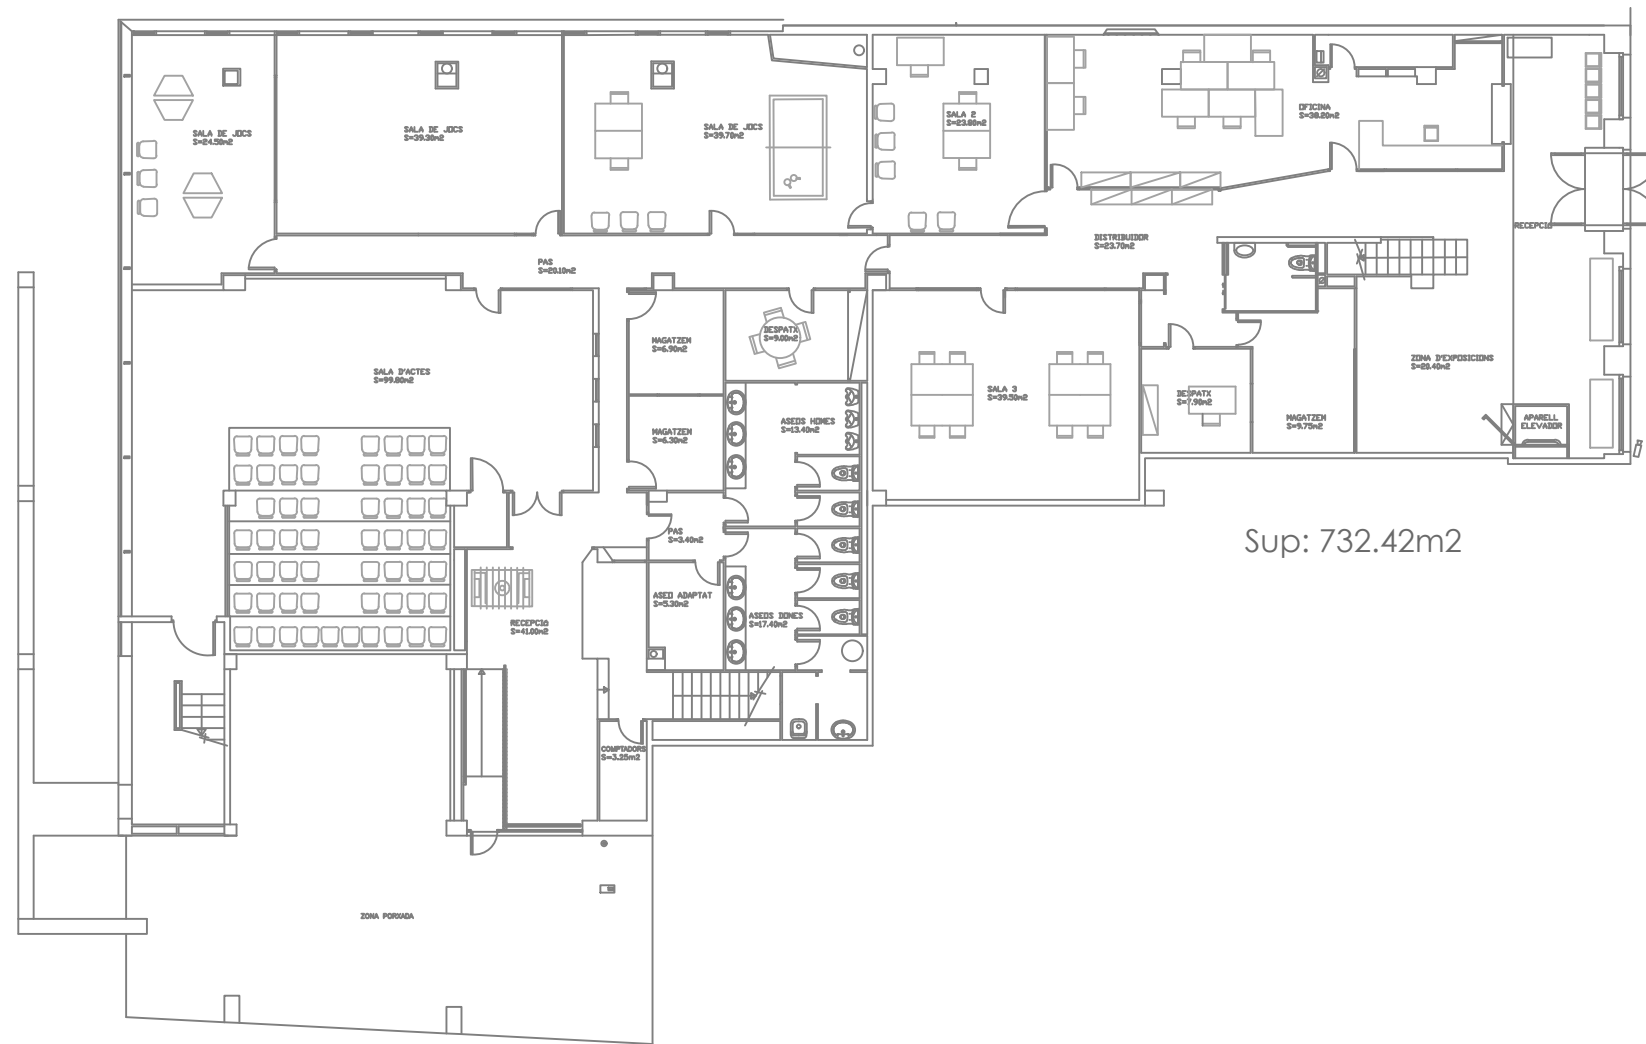 SALA DE JOCS
S=24.50m2
SALA DE JOCS
S=39.30m2
SALA DE JOCS
S=39.70m2
SALA 2
S=23.80m2
OFICINA
S=38.20m2
RECEPCIÓ
DISTRIBUIDOR
S=23.70m2
PAS
S=20.10m2
MAGATZEM
S=6.90m2
DESPATX
S=9.00m2
SALA D'ACTES
S=99.80m2
ZONA D'EXPOSICIONS
S=28.40m2
SALA 3
S=39.50m2
DESPATX
S=7.90m2
MAGATZEM
S=9.75m2
APARELL
ELEVADOR
MAGATZEM
S=6.30m2
ASEOS HOMES
S=13.40m2
PAS
S=3.40m2
Sup: 732.42m2
ASEO ADAPTAT
S=5.30m2
ASEOS DONES
S=17.40m2
RECEPCIÓ
S=41.00m2
COMPTADORS
S=3.25m2
ZONA PORXADA